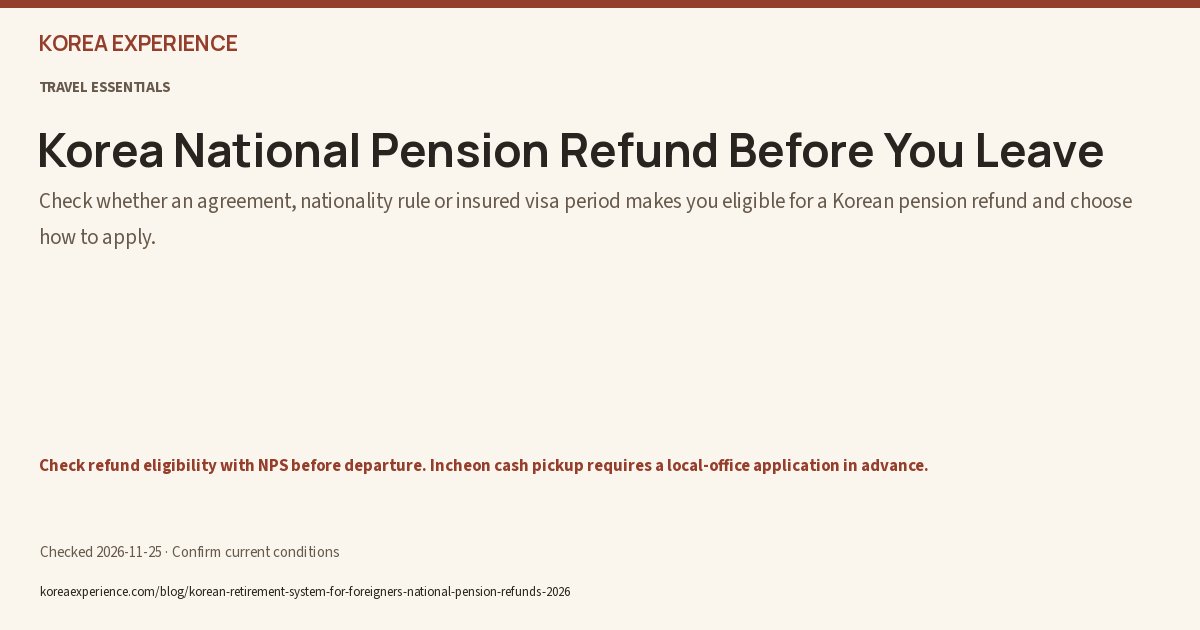 KOREA EXPERIENCE
TRAVEL ESSENTIALS
Korea National Pension Refund Before You Leave
Check whether an agreement, nationality rule or insured visa period makes you eligible for a Korean pension refund and choose
how to apply.
Check refund eligibility with NPS before departure. Incheon cash pickup requires a local-office application in advance.
Checked 2026-11-25 · Confirm current conditions
koreaexperience.com/blog/korean-retirement-system-for-foreigners-national-pension-refunds-2026